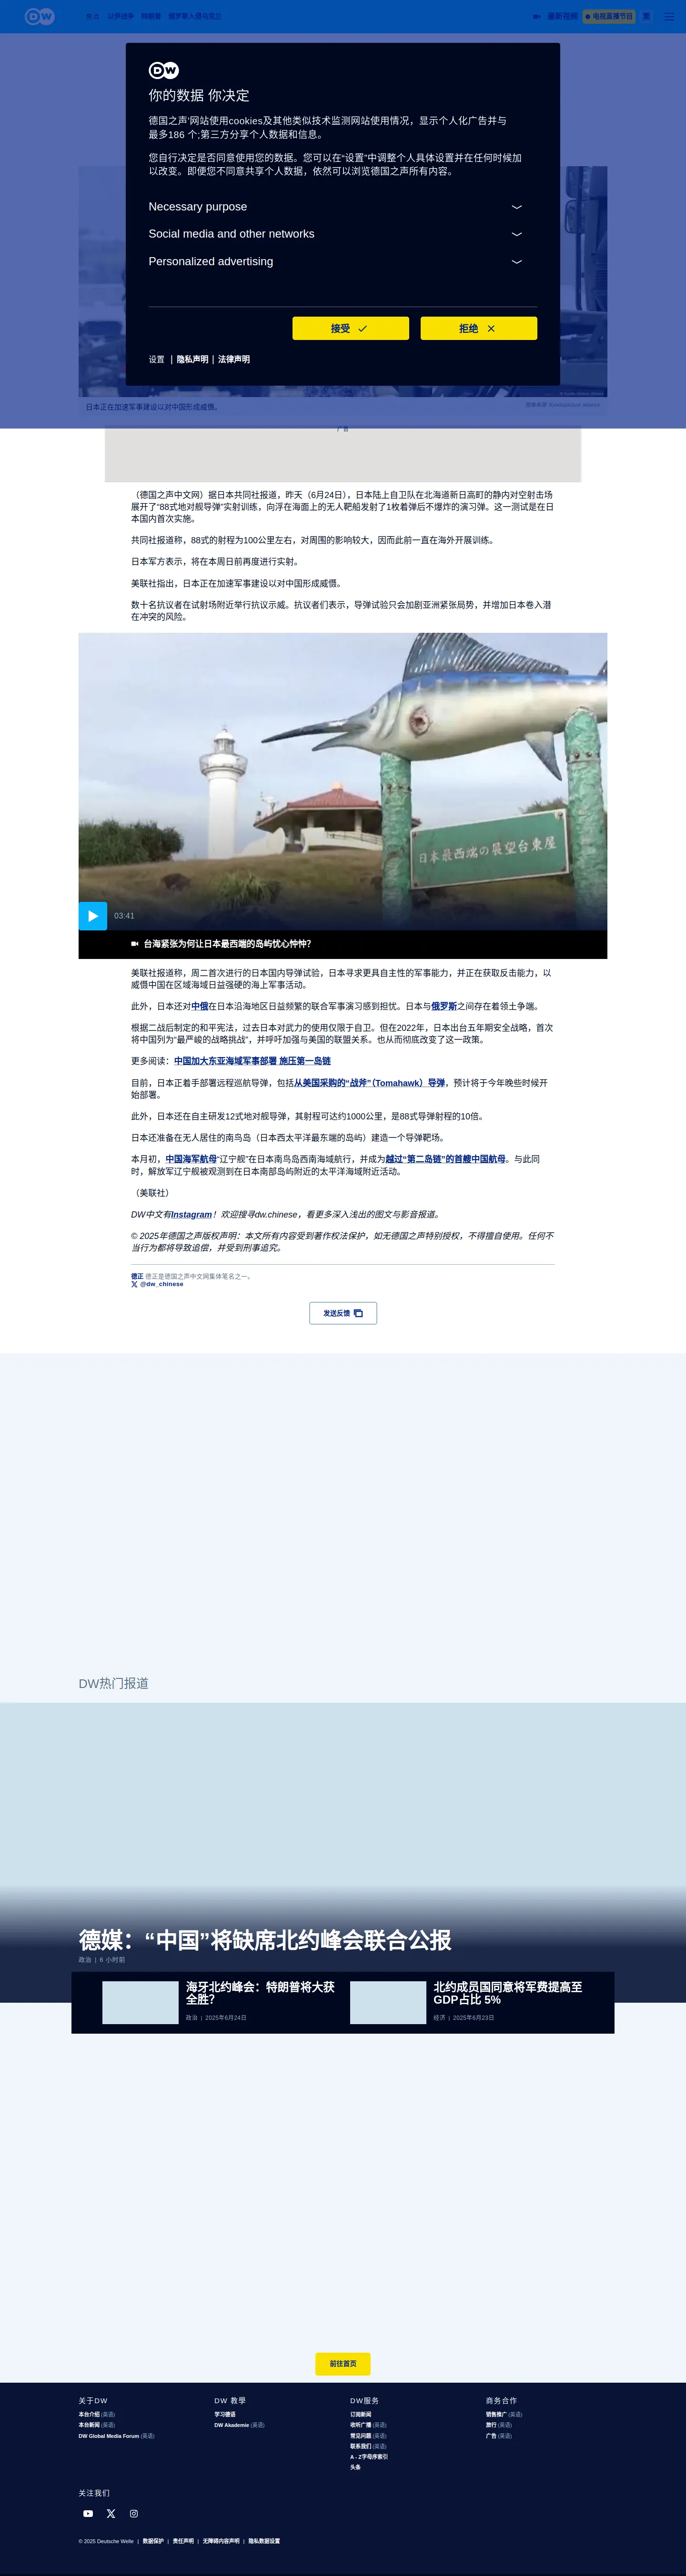 DW
焦点 以伊战争 特朗普 俄罗斯入侵乌克兰
最新视频
电视直播节目
DW
你的数据 你决定
德国之声'网站使用cookies及其他类似技术监测网站使用情况，显示个人化广告并与
最多186 个;第三方分享个人数据和信息。
您自行决定是否同意使用您的数据。您可以在“设置”中调整个人具体设置并在任何时候加
以改变。即便您不同意共享个人数据，依然可以浏览德国之声所有内容。
Necessary purpose
Social media and other networks
Personalized advertising
接受
拒绝
设置 | 隐私声明 | 法律声明
日本正在加速军事建设以对中国形成威慑。
广告
（德国之声中文网）据日本共同社报道，昨天（6月24日），日本陆上自卫队在北海道新日高町的静内对空射击场
展开了“88式地对舰导弹”实射训练，向浮在海面上的无人靶船发射了1枚着弹后不爆炸的演习弹。这一测试是在日
本国内首次实施。
共同社报道称，88式的射程为100公里左右，对周围的影响较大，因而此前一直在海外开展训练。
日本军方表示，将在本周日前再度进行实射。
美联社指出，日本正在加速军事建设以对中国形成威慑。
数十名抗议者在试射场附近举行抗议示威。抗议者们表示，导弹试验只会加剧亚洲紧张局势，并增加日本卷入潜
在冲突的风险。
日本最西端の展望台東屋
03:41
台海紧张为何让日本最西端的岛屿忧心忡忡？
美联社报道称，周二首次进行的日本国内导弹试验，日本寻求更具自主性的军事能力，并正在获取反击能力，以
威慑中国在区域海域日益强硬的海上军事活动。
此外，日本还对中俄在日本沿海地区日益频繁的联合军事演习感到担忧。日本与俄罗斯之间存在着领土争端。
根据二战后制定的和平宪法，过去日本对武力的使用仅限于自卫。但在2022年，日本出台五年期安全战略，首次
将中国列为“最严峻的战略挑战”，并呼吁加强与美国的联盟关系。也从而彻底改变了这一政策。
更多阅读：中国加大东亚海域军事部署 施压第一岛链
目前，日本正着手部署远程巡航导弹，包括从美国采购的“战斧”（Tomahawk）导弹，预计将于今年晚些时候开
始部署。
此外，日本还在自主研发12式地对舰导弹，其射程可达约1000公里，是88式导弹射程的10倍。
日本还准备在无人居住的南鸟岛（日本西太平洋最东端的岛屿）建造一个导弹靶场。
本月初，中国海军航母“辽宁舰”在日本南鸟岛西南海域航行，并成为越过“第二岛链”的首艘中国航母。与此同
时，解放军辽宁舰被观测到在日本南部岛屿附近的太平洋海域附近活动。
（美联社）
DW中文有Instagram！欢迎搜寻dw.chinese，看更多深入浅出的图文与影音报道。
© 2025年德国之声版权声明：本文所有内容受到著作权法保护，如无德国之声特别授权，不得擅自使用。任何不
当行为都将导致追偿，并受到刑事追究。
德正 德正是德国之声中文网集体笔名之一。
@dw_chinese
发送反馈
DW热门报道
德媒：“中国”将缺席北约峰会联合公报
政治 | 6 小时前
海牙北约峰会：特朗普将大获
全胜？
政治 | 2025年6月24日
北约成员国同意将军费提高至
GDP占比 5%
经济 | 2025年6月23日
前往首页
关于DW
本台介绍 (英语)
本台新闻 (英语)
DW Global Media Forum (英语)
DW 教學
学习德语
DW Akademie (英语)
DW服务
订阅新闻
收听广播 (英语)
常见问题 (英语)
联系我们 (英语)
A - Z字母序索引
头条
商务合作
销售推广 (英语)
旅行 (英语)
广告 (英语)
关注我们
© 2025 Deutsche Welle | 数据保护 | 责任声明 | 无障碍内容声明 | 隐私数据设置